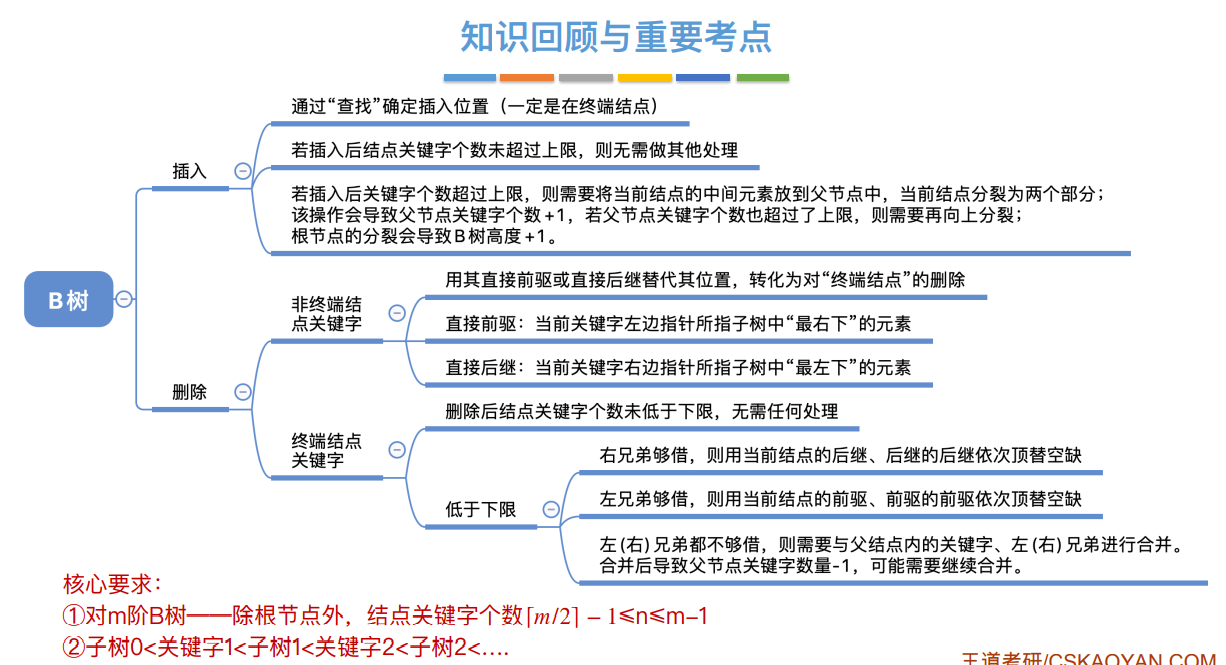 知识回顾与重要考点
通过“查找”确定插入位置（一定是在终端结点）
若插入后结点关键字个数未超过上限，则无需做其他处理
插入
若插入后关键字个数超过上限，则需要将当前结点的中间元素放到父节点中，当前结点分裂为两个部分；
该操作会导致父节点关键字个数+1，若父节点关键字个数也超过了上限，则需要再向上分裂；
根节点的分裂会导致B树高度+1。
B树
删除
非终端结
点关键字
用其直接前驱或直接后继替代其位置，转化为对“终端结点”的删除
直接前驱：当前关键字左边指针所指子树中“最右下”的元素
直接后继：当前关键字右边指针所指子树中“最左下”的元素
终端结点
关键字
删除后结点关键字个数未低于下限，无需任何处理
低于下限
右兄弟够借，则用当前结点的后继、后继的后继依次顶替空缺
左兄弟够借，则用当前结点的前驱、前驱的前驱依次顶替空缺
左(右)兄弟都不够借，则需要与父结点内的关键字、左(右)兄弟进行合并。
合并后导致父节点关键字数量-1，可能需要继续合并。
核心要求：
①对m阶B树——除根节点外，结点关键字个数⌈m/2⌉ − 1≤n≤m−1
②子树0<关键字1<子树1<关键字2<子树2<....
王道考研/CSKAOYAN.COM